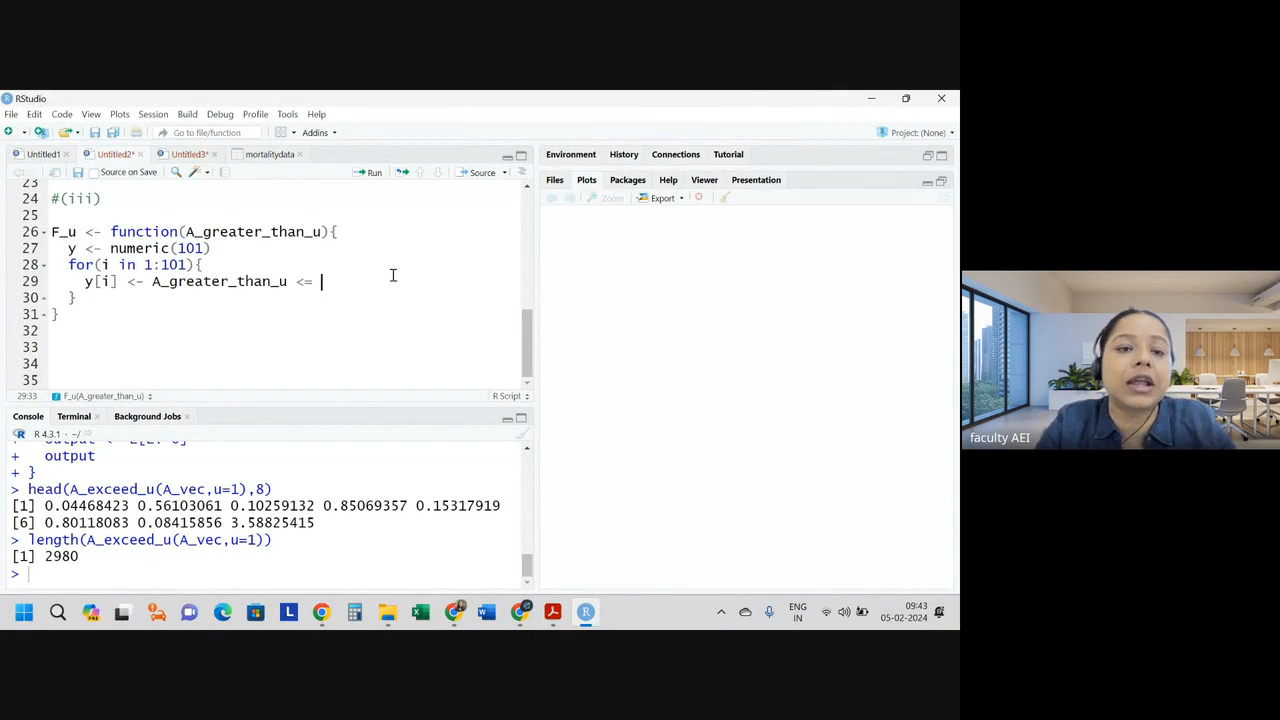 RStudio
File Edit Code View Plots Session Build Debug Profile Tools Help
Go to file/function
Addins
Project: (None)
Untitled1
Untitled2*
Untitled3*
mortalitydata
Source on Save
Run
Source
23
24 #(iii)
25
26 F_u <- function(A_greater_than_u){
27 y <- numeric(101)
28 for(i in 1:101){
29 y[i] <- A_greater_than_u <=
30 }
31 }
32
33
34
35
29:33 F_u(A_greater_than_u) R Script
Console Terminal Background Jobs
R 4.3.1 · ~/
+ output
+ }
> head(A_exceed_u(A_vec,u=1),8)
[1] 0.04468423 0.56103061 0.10259132 0.85069357 0.15317919
[6] 0.80118083 0.08415856 3.58825415
> length(A_exceed_u(A_vec,u=1))
[1] 2980
>
Environment History Connections Tutorial
Files Plots Packages Help Viewer Presentation
Zoom Export
faculty AEI
ENG
IN
09:43
05-02-2024